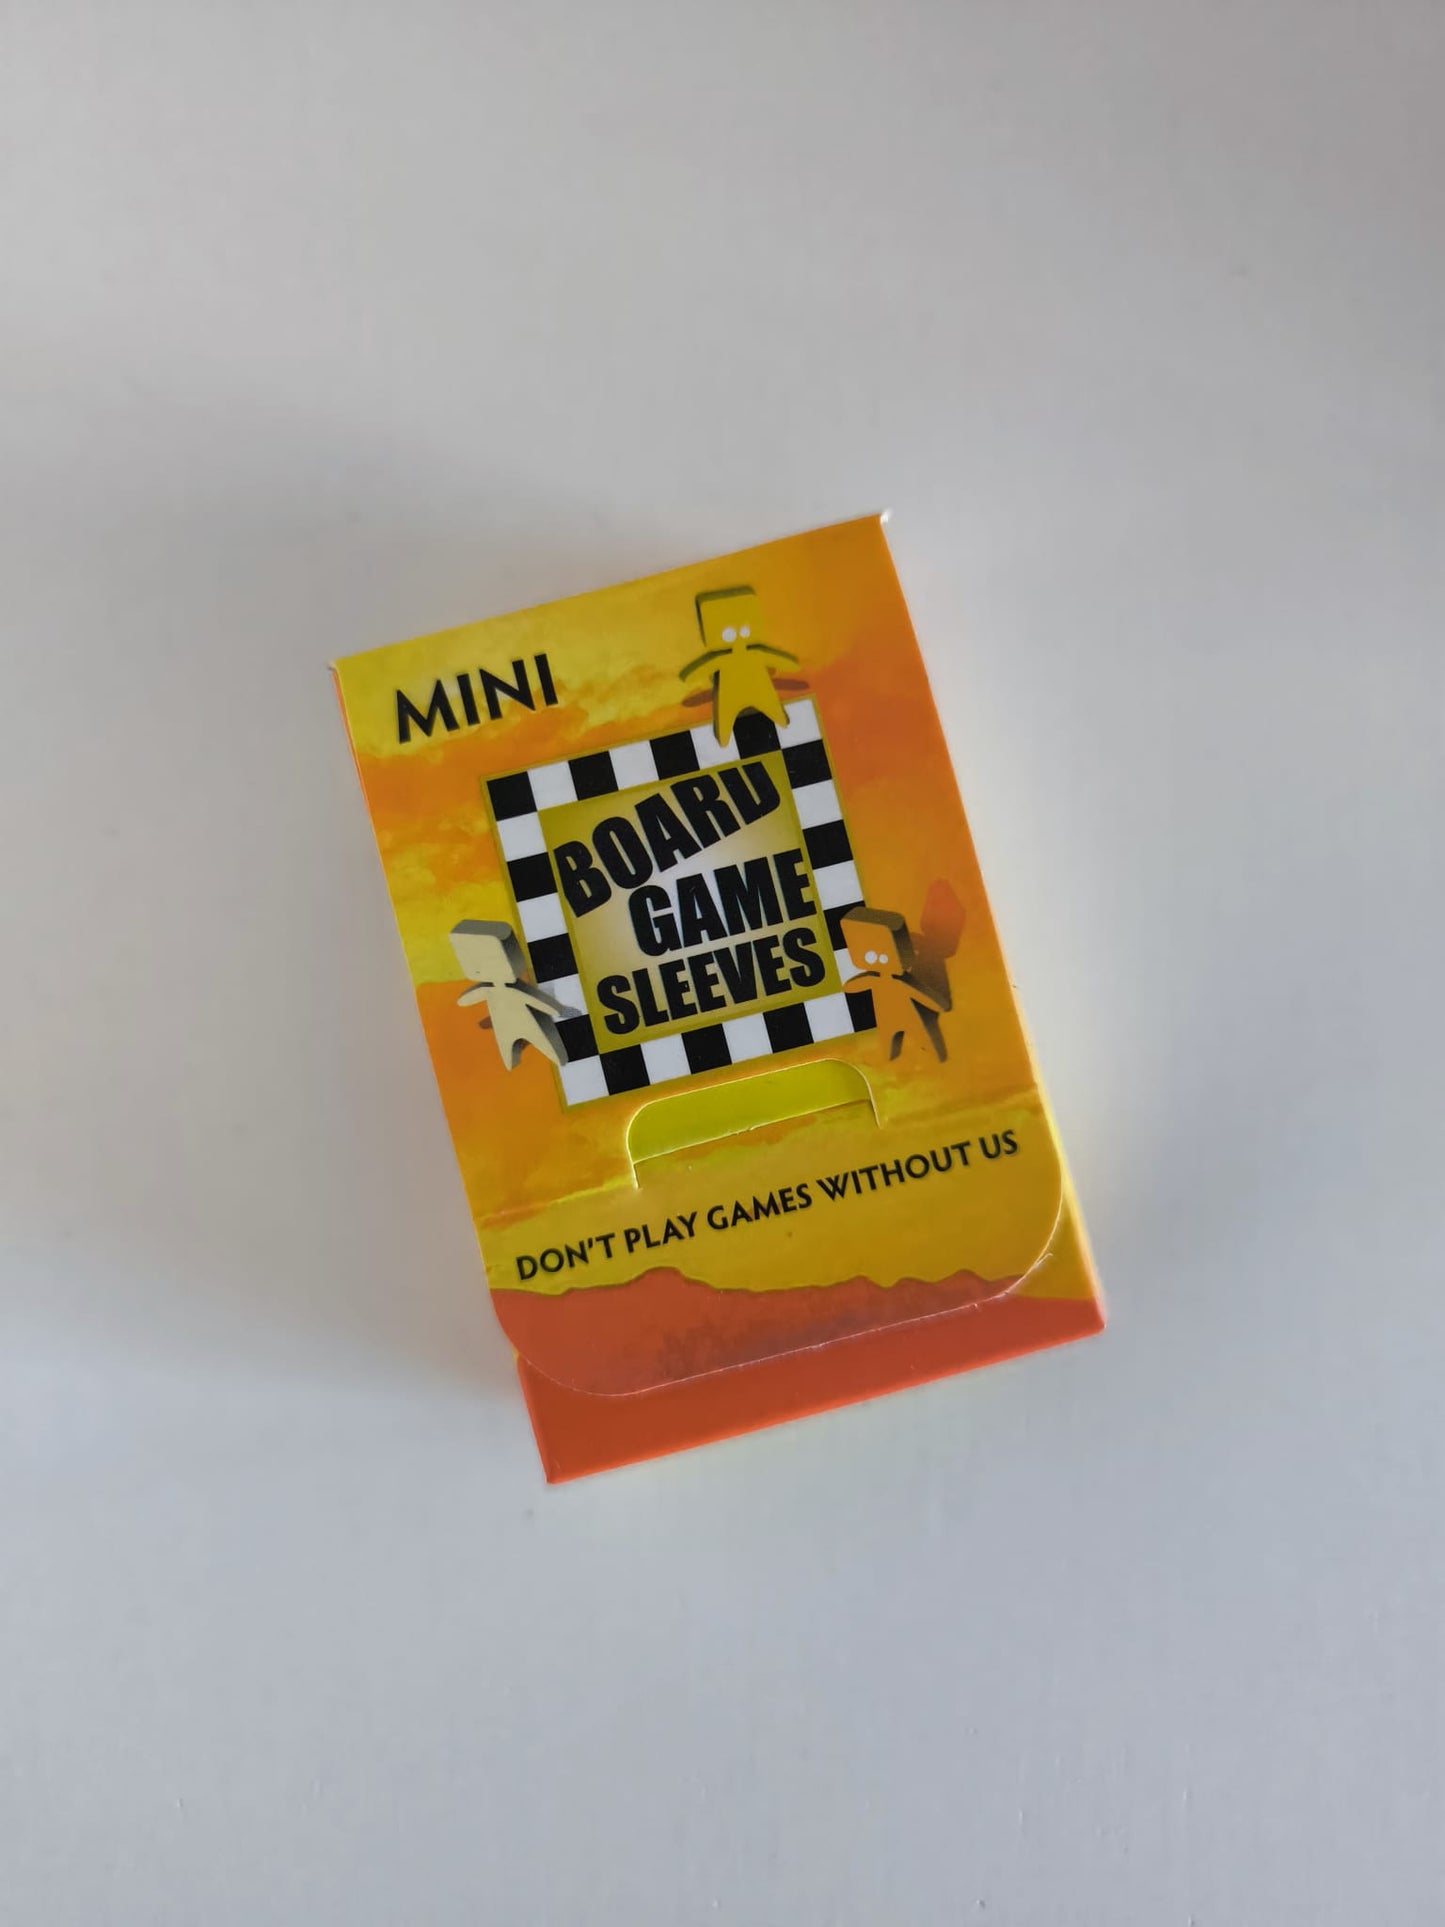 MINI
BOARD
GAME
SLEEVES
DON'T PLAY GAMES WITHOUT US